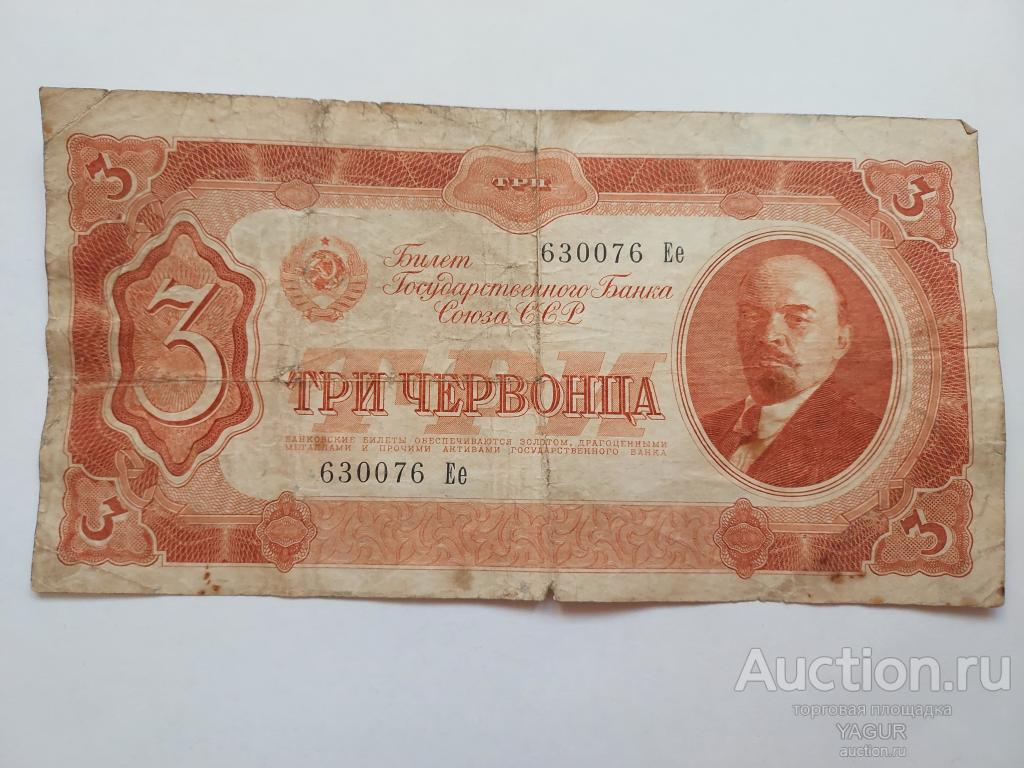 3
ТРИ
3
630076 Ее
Билет
Государственного Банка
Союза ССР
3
ТРИ
ТРИ ЧЕРВОНЦА
БАНКОВСКИЕ БИЛЕТЫ ОБЕСПЕЧИВАЮТСЯ ЗОЛОТОМ, ДРАГОЦЕННЫМИ
МЕТАЛЛАМИ И ПРОЧИМИ АКТИВАМИ ГОСУДАРСТВЕННОГО БАНКА
630076 Ее
3
3
Auction.ru
торговая площадка
YAGUR
auction.ru